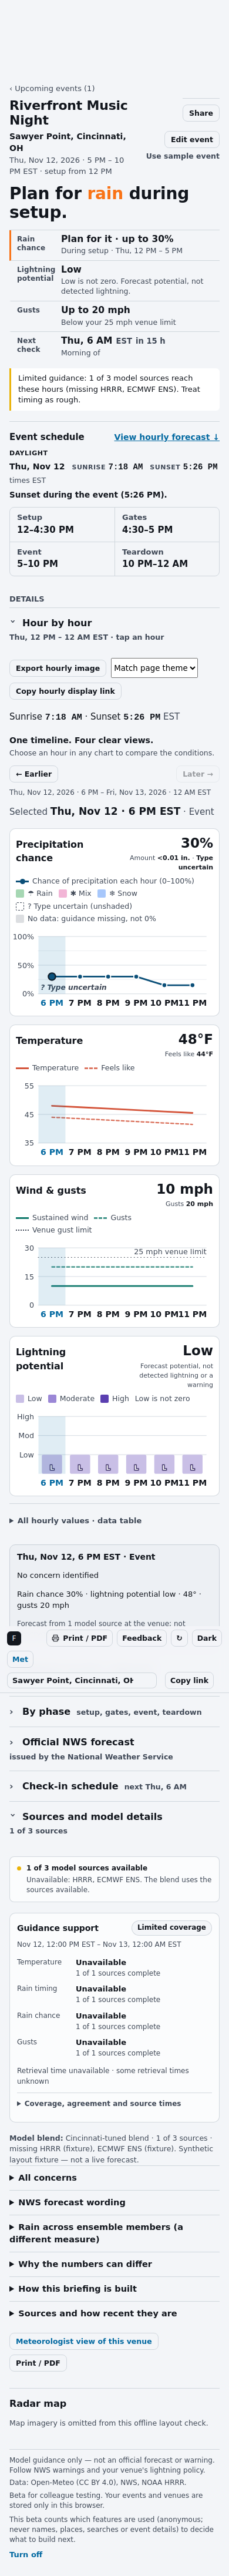 ‹ Upcoming events (1)
Riverfront Music
Night
Share
Sawyer Point, Cincinnati,
OH
Edit event
Thu, Nov 12, 2026 · 5 PM – 10
PM EST · setup from 12 PM
Use sample event
Plan for rain during
setup.
Rain
chance
Plan for it · up to 30%
During setup · Thu, 12 PM – 5 PM
Lightning
potential
Low
Low is not zero. Forecast potential, not
detected lightning.
Gusts
Up to 20 mph
Below your 25 mph venue limit
Next
check
Thu, 6 AM EST in 15 h
Morning of
Limited guidance: 1 of 3 model sources reach
these hours (missing HRRR, ECMWF ENS). Treat
timing as rough.
Event schedule
View hourly forecast ↓
DAYLIGHT
Thu, Nov 12 SUNRISE 7:18 AM SUNSET 5:26 PM
times EST
Sunset during the event (5:26 PM).
Setup
12–4:30 PM
Gates
4:30–5 PM
Event
5–10 PM
Teardown
10 PM–12 AM
DETAILS
Hour by hour
Thu, 12 PM – 12 AM EST · tap an hour
Export hourly image
Match page theme
Copy hourly display link
Sunrise 7:18 AM · Sunset 5:26 PM EST
One timeline. Four clear views.
Choose an hour in any chart to compare the conditions.
← Earlier
Later →
Thu, Nov 12, 2026 · 6 PM – Fri, Nov 13, 2026 · 12 AM EST
Selected Thu, Nov 12 · 6 PM EST · Event
Precipitation
chance
30%
Amount <0.01 in. · Type
uncertain
Chance of precipitation each hour (0–100%)
☂ Rain ✱ Mix ❄ Snow
? Type uncertain (unshaded)
No data: guidance missing, not 0%
100%
50%
0%
? Type uncertain
6 PM 7 PM 8 PM 9 PM 10 PM 11 PM
Temperature
48°F
Feels like 44°F
Temperature Feels like
55
45
35
6 PM 7 PM 8 PM 9 PM 10 PM 11 PM
Wind & gusts
10 mph
Gusts 20 mph
Sustained wind Gusts
Venue gust limit
30
25 mph venue limit
15
0
6 PM 7 PM 8 PM 9 PM 10 PM 11 PM
Lightning
potential
Low
Forecast potential, not
detected lightning or a
warning
Low Moderate High Low is not zero
High
Mod
Low
L L L L L L
6 PM 7 PM 8 PM 9 PM 10 PM 11 PM
All hourly values · data table
Thu, Nov 12, 6 PM EST · Event
No concern identified
Rain chance 30% · lightning potential low · 48° ·
gusts 20 mph
Forecast from 1 model source at the venue; not
F
Print / PDF
Feedback
↻
Dark
Met
Sawyer Point, Cincinnati, OH
Copy link
› By phase setup, gates, event, teardown
› Official NWS forecast
issued by the National Weather Service
› Check-in schedule next Thu, 6 AM
Sources and model details
1 of 3 sources
1 of 3 model sources available
Unavailable: HRRR, ECMWF ENS. The blend uses the
sources available.
Guidance support
Limited coverage
Nov 12, 12:00 PM EST – Nov 13, 12:00 AM EST
Temperature
Unavailable
1 of 1 sources complete
Rain timing
Unavailable
1 of 1 sources complete
Rain chance
Unavailable
1 of 1 sources complete
Gusts
Unavailable
1 of 1 sources complete
Retrieval time unavailable · some retrieval times
unknown
Coverage, agreement and source times
Model blend: Cincinnati-tuned blend · 1 of 3 sources ·
missing HRRR (fixture), ECMWF ENS (fixture). Synthetic
layout fixture — not a live forecast.
All concerns
NWS forecast wording
Rain across ensemble members (a
different measure)
Why the numbers can differ
How this briefing is built
Sources and how recent they are
Meteorologist view of this venue
Print / PDF
Radar map
Map imagery is omitted from this offline layout check.
Model guidance only — not an official forecast or warning.
Follow NWS warnings and your venue's lightning policy.
Data: Open-Meteo (CC BY 4.0), NWS, NOAA HRRR.
Beta for colleague testing. Your events and venues are
stored only in this browser.
This beta counts which features are used (anonymous;
never names, places, searches or event details) to decide
what to build next.
Turn off